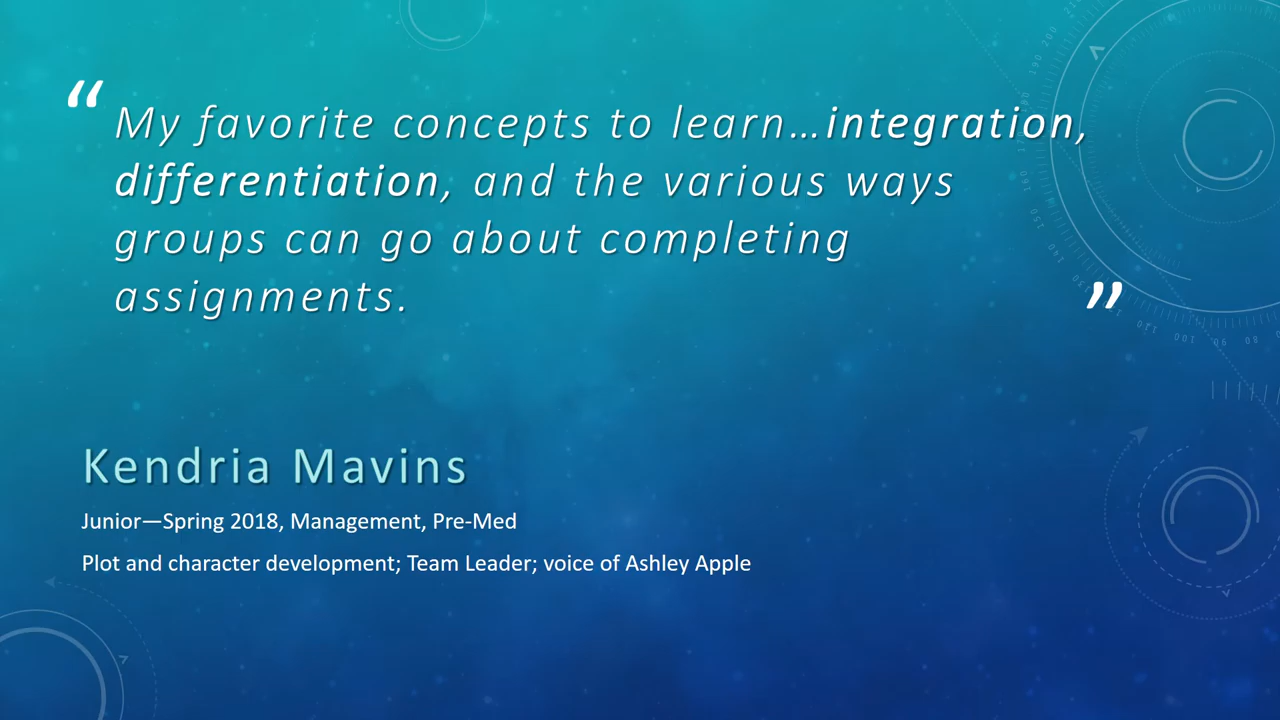 “My favorite concepts to learn…integration,
differentiation, and the various ways
groups can go about completing
assignments.”
Kendria Mavins
Junior—Spring 2018, Management, Pre-Med
Plot and character development; Team Leader; voice of Ashley Apple